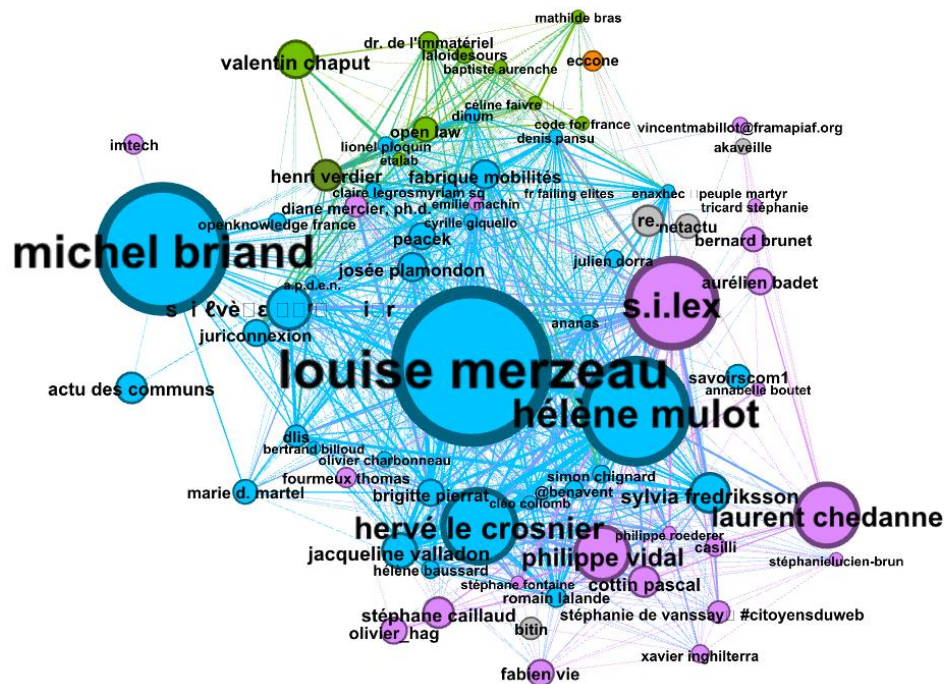 mathilde bras
dr. de l'immatériel
laloidesours
valentin chaput
eccone
baptiste aurenche
céline faivre
dinum
code for france
vincentmabillot@framapiaf.org
open law
denis pansu
imtech
lionel ploquin
akaveille
etalab
henri verdier
fabrique mobilités
claire legros
myriam sq
fr failing elites
enaxhec
peuple martyr
emilie machin
tricard stéphanie
diane mercier, ph.d.
openknowledge france
cyrille giquello
re.
netactu
peacek
bernard brunet
michel briand
julien dorra
josée plamondon
aurélien badet
a.p.d.e.n.
s.i.lex
ananas
juriconnexion
louise merzeau
savoirscom1
actu des communs
annabelle boutet
hélène mulot
dlis
bertrand billoud
olivier charbonneau
fourmeux thomas
simon chignard
marie d. martel
brigitte pierrat
@benavent
sylvia fredriksson
cleo collomb
laurent chedanne
hervé le crosnier
philippe roederer
casilli
jacqueline valladon
philippe vidal
stéphanielucien-brun
hélène baussard
stéphane fontaine
cottin pascal
romain lalande
stéphane caillaud
stéphanie de vanssay
#citoyensduweb
olivier_hag
bitin
xavier inghilterra
fabien vie